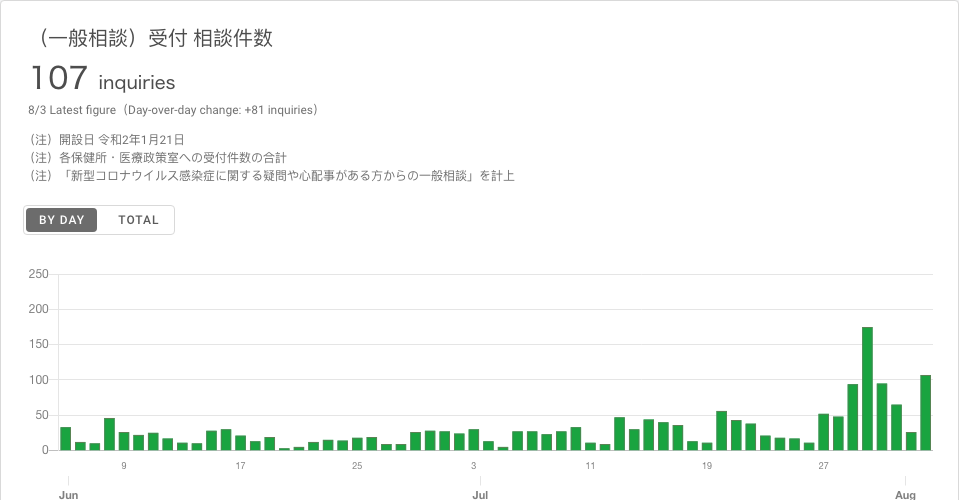 （一般相談）受付 相談件数
107 inquiries
8/3 Latest figure（Day-over-day change: +81 inquiries）
（注）開設日 令和2年1月21日
（注）各保健所・医療政策室への受付件数の合計
（注）「新型コロナウイルス感染症に関する疑問や心配事がある方からの一般相談」を計上
BY DAY TOTAL
250
200
150
100
50
0
9 17 25 3 11 19 27
Jun Jul Aug